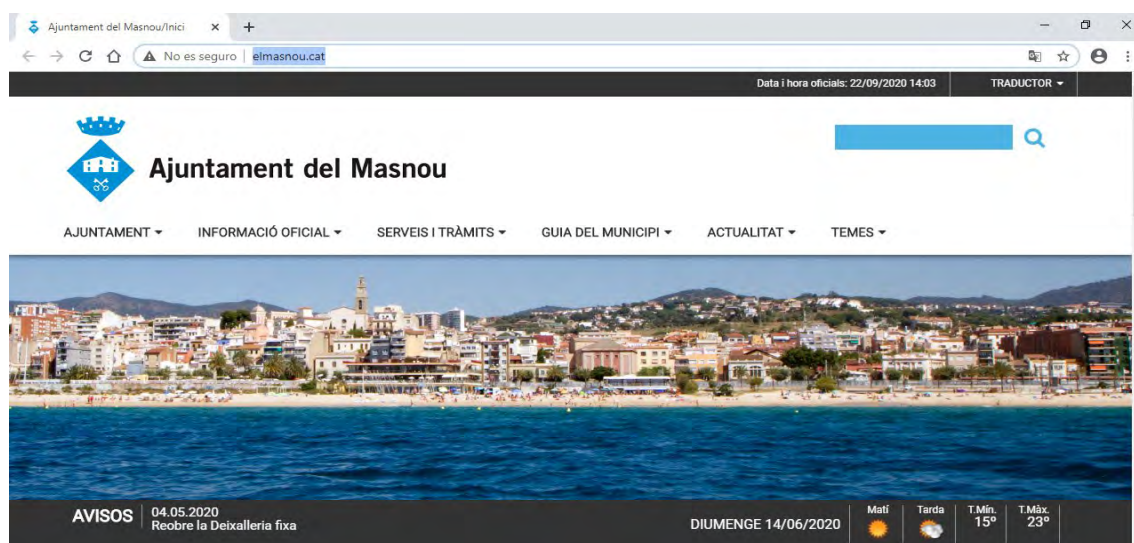 Ajuntament del Masnou/Inici
No es seguro | elmasnou.cat
Data i hora oficials: 22/09/2020 14:03 TRADUCTOR
Ajuntament del Masnou
AJUNTAMENT INFORMACIÓ OFICIAL SERVEIS I TRÀMITS GUIA DEL MUNICIPI ACTUALITAT TEMES
AVISOS
04.05.2020
Reobre la Deixalleria fixa
DIUMENGE 14/06/2020
Matí Tarda T.Mín. T.Màx.
15º 23º